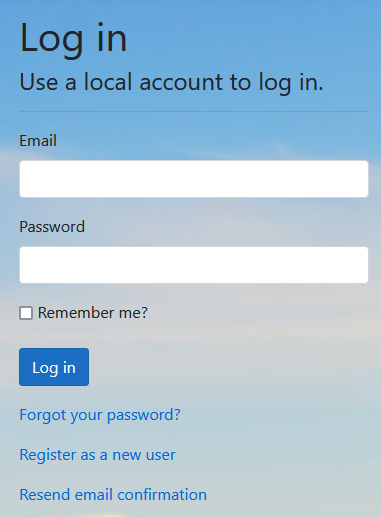 Log in
Use a local account to log in.
Email
Password
Remember me?
Log in
Forgot your password?
Register as a new user
Resend email confirmation